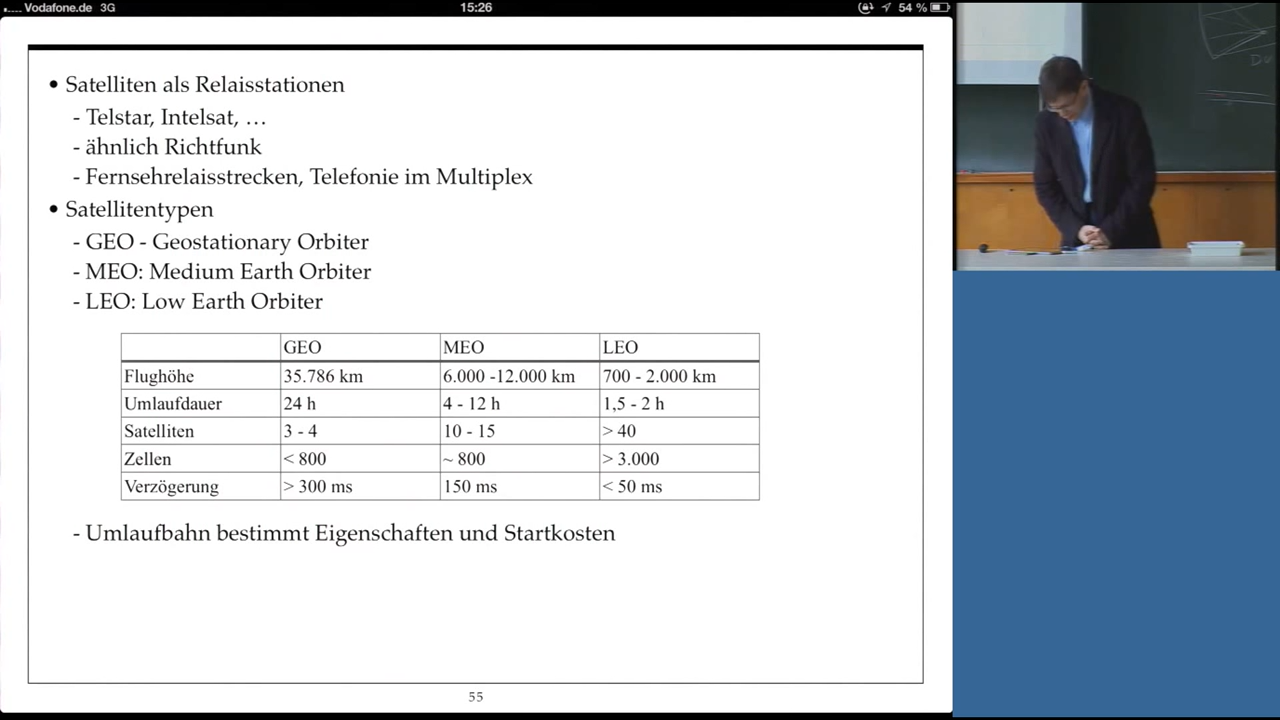 Vodafone.de 3G 15:26 54 %
• Satelliten als Relaisstationen
- Telstar, Intelsat, …
- ähnlich Richtfunk
- Fernsehrelaisstrecken, Telefonie im Multiplex
• Satellitentypen
- GEO - Geostationary Orbiter
- MEO: Medium Earth Orbiter
- LEO: Low Earth Orbiter
GEO MEO LEO
Flughöhe 35.786 km 6.000 -12.000 km 700 - 2.000 km
Umlaufdauer 24 h 4 - 12 h 1,5 - 2 h
Satelliten 3 - 4 10 - 15 > 40
Zellen < 800 ~ 800 > 3.000
Verzögerung > 300 ms 150 ms < 50 ms
- Umlaufbahn bestimmt Eigenschaften und Startkosten
55